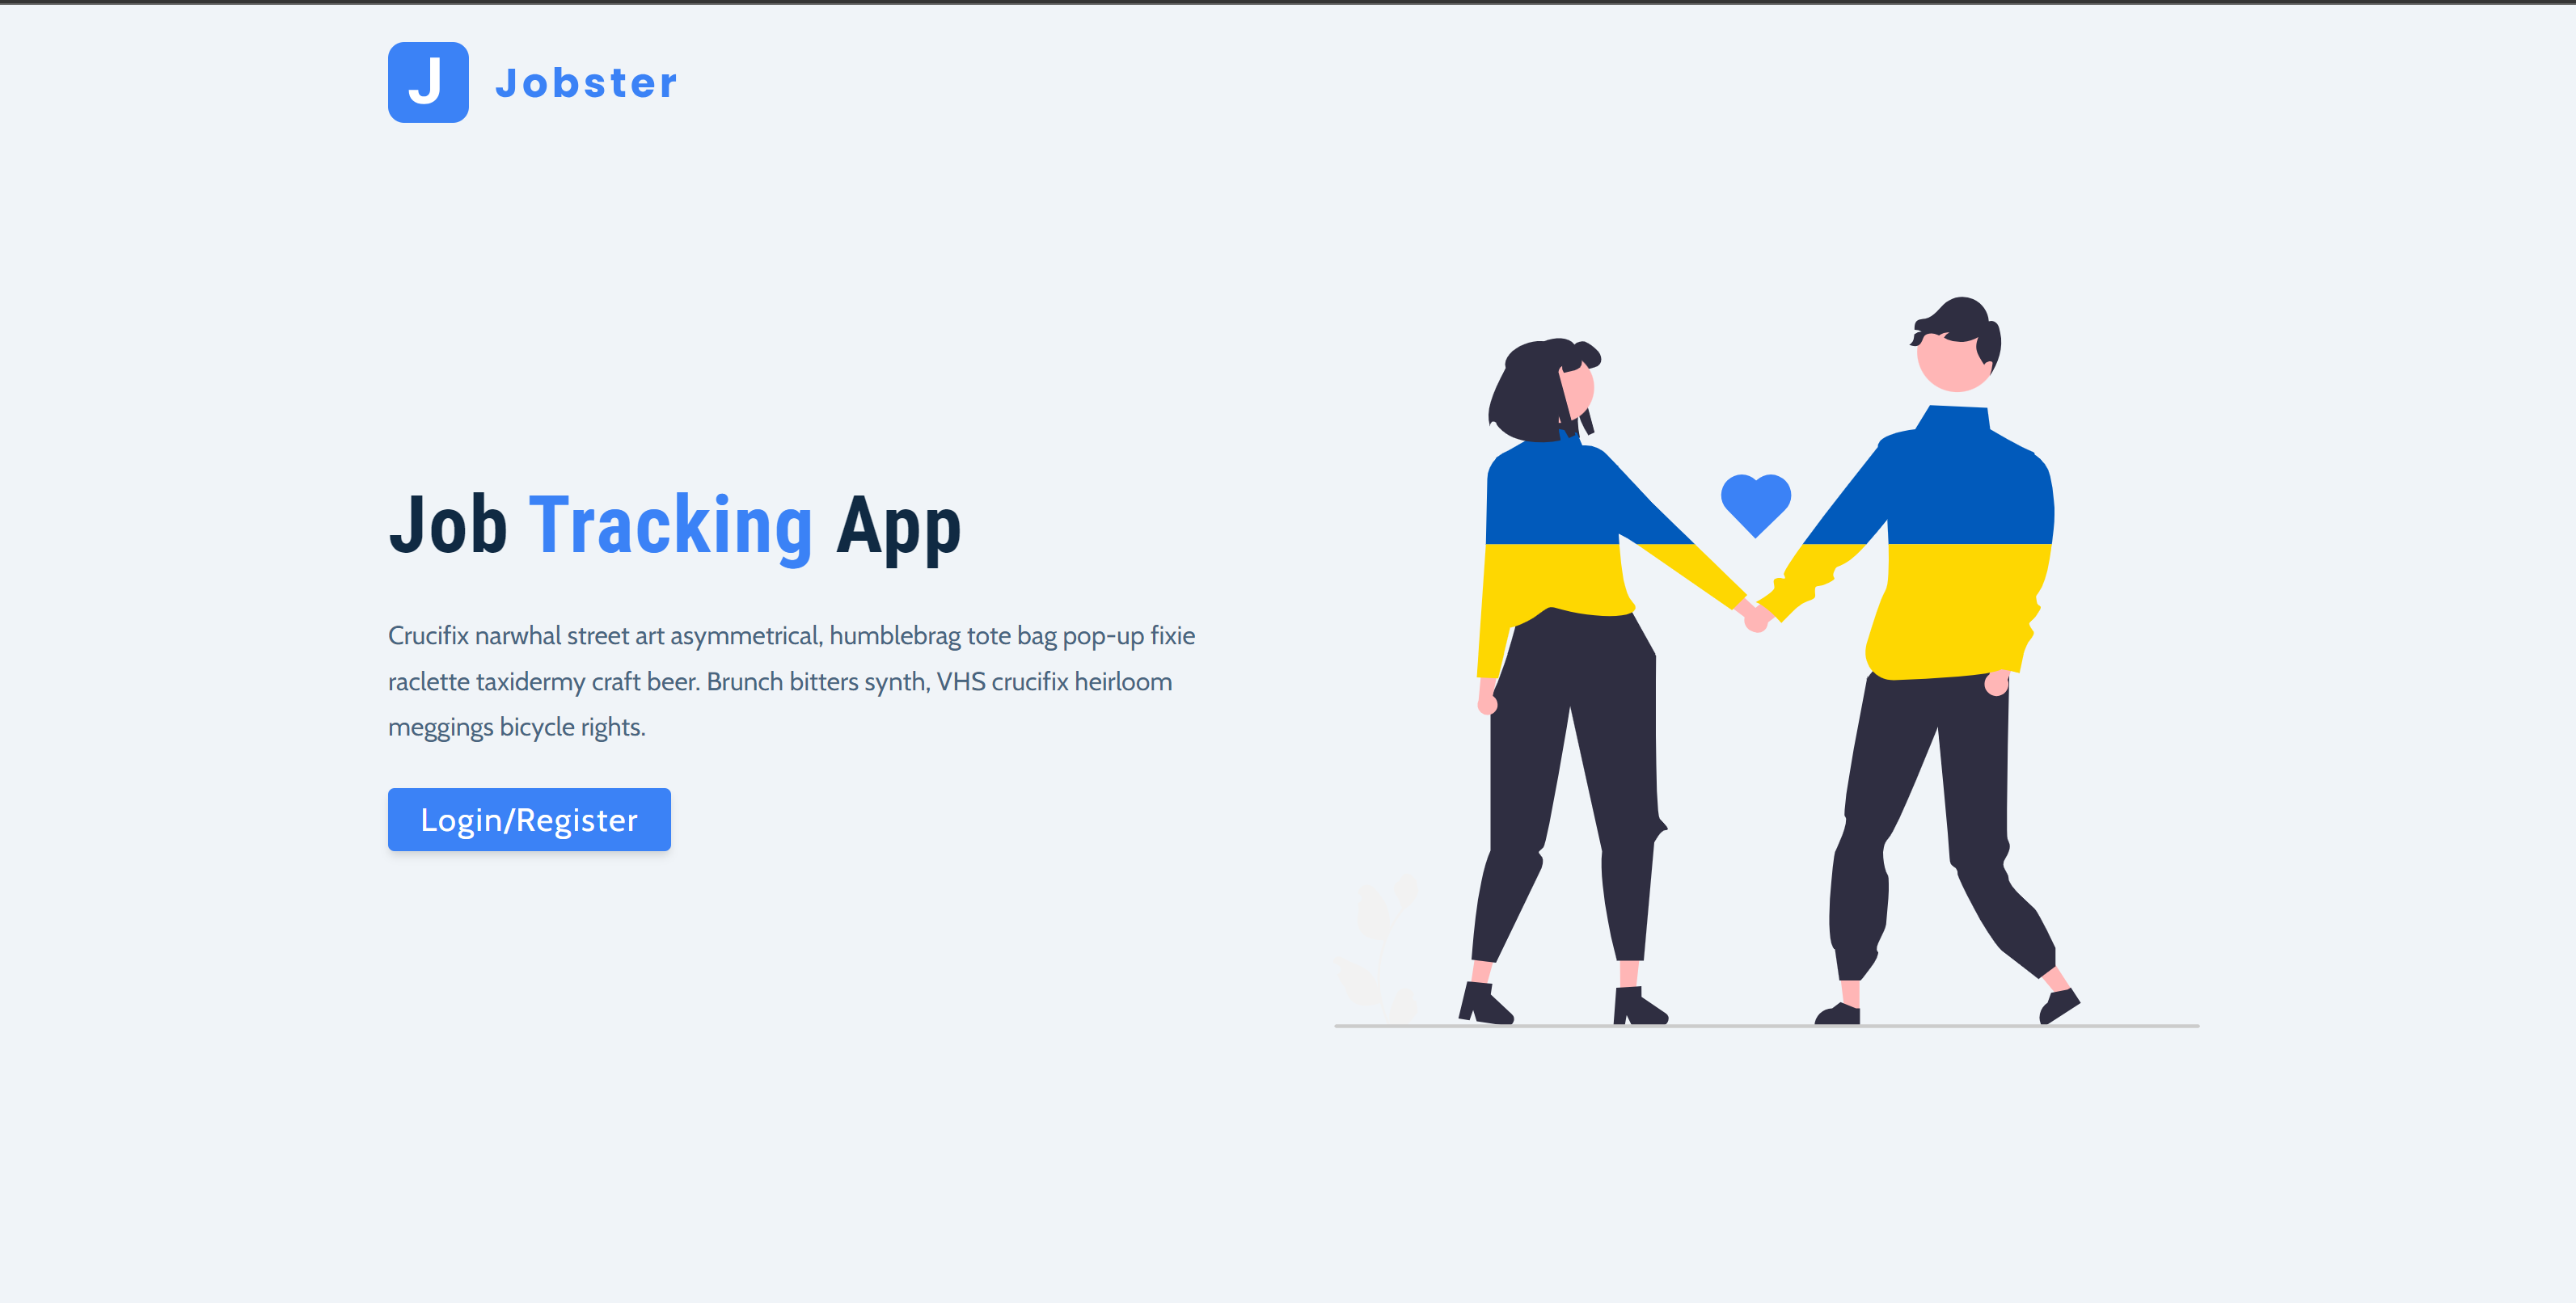 J
Jobster
Job Tracking App
Crucifix narwhal street art asymmetrical, humblebrag tote bag pop-up fixie
raclette taxidermy craft beer. Brunch bitters synth, VHS crucifix heirloom
meggings bicycle rights.
Login/Register